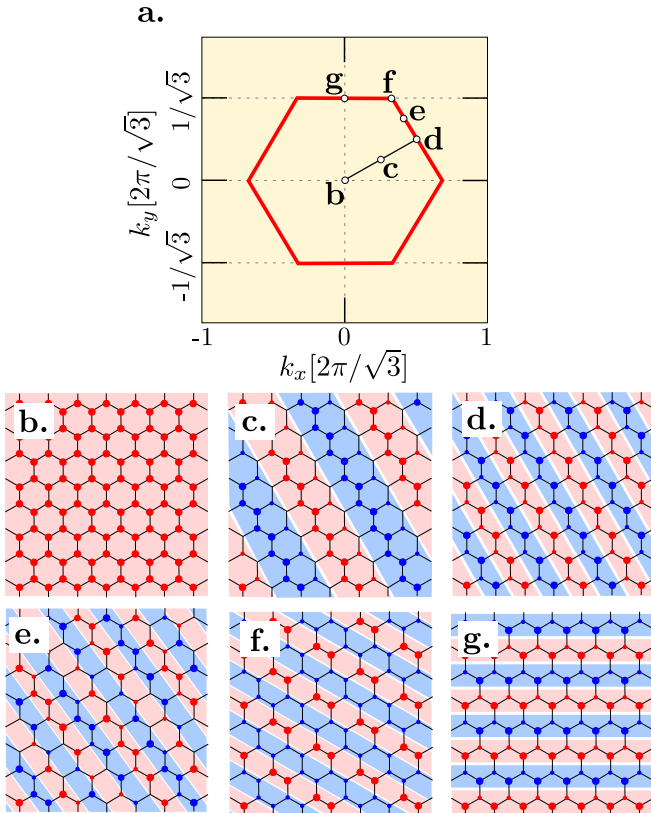 a.
g f
e
d
c
b
1/√3
0
-1/√3
k_y[2π/√3]
-1 0 1
k_x[2π/√3]
b. c. d.
e. f. g.